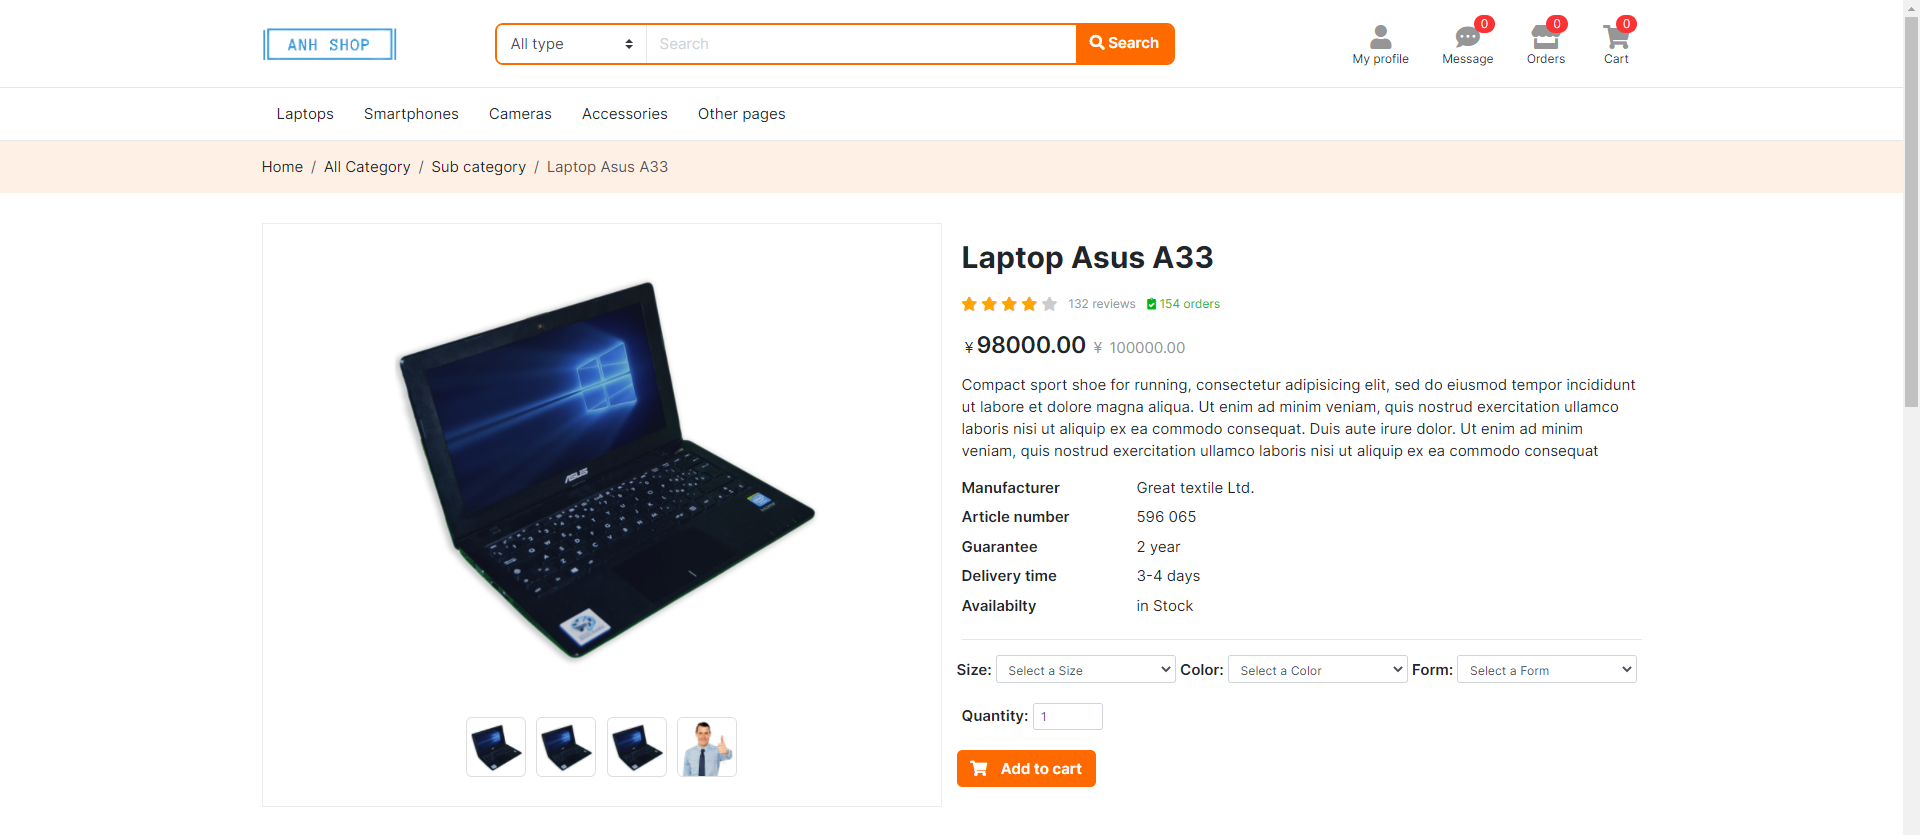 ANH SHOP
All type
Search
Search
0
My profile
0
Message
0
Orders
0
Cart
Laptops
Smartphones
Cameras
Accessories
Other pages
Home / All Category / Sub category / Laptop Asus A33
Laptop Asus A33
132 reviews
154 orders
¥ 98000.00 ¥ 100000.00
Compact sport shoe for running, consectetur adipisicing elit, sed do eiusmod tempor incididunt
ut labore et dolore magna aliqua. Ut enim ad minim veniam, quis nostrud exercitation ullamco
laboris nisi ut aliquip ex ea commodo consequat. Duis aute irure dolor. Ut enim ad minim
veniam, quis nostrud exercitation ullamco laboris nisi ut aliquip ex ea commodo consequat
Manufacturer Great textile Ltd.
Article number 596 065
Guarantee 2 year
Delivery time 3-4 days
Availabilty in Stock
Size: Select a Size Color: Select a Color Form: Select a Form
Quantity: 1
Add to cart
ASUS